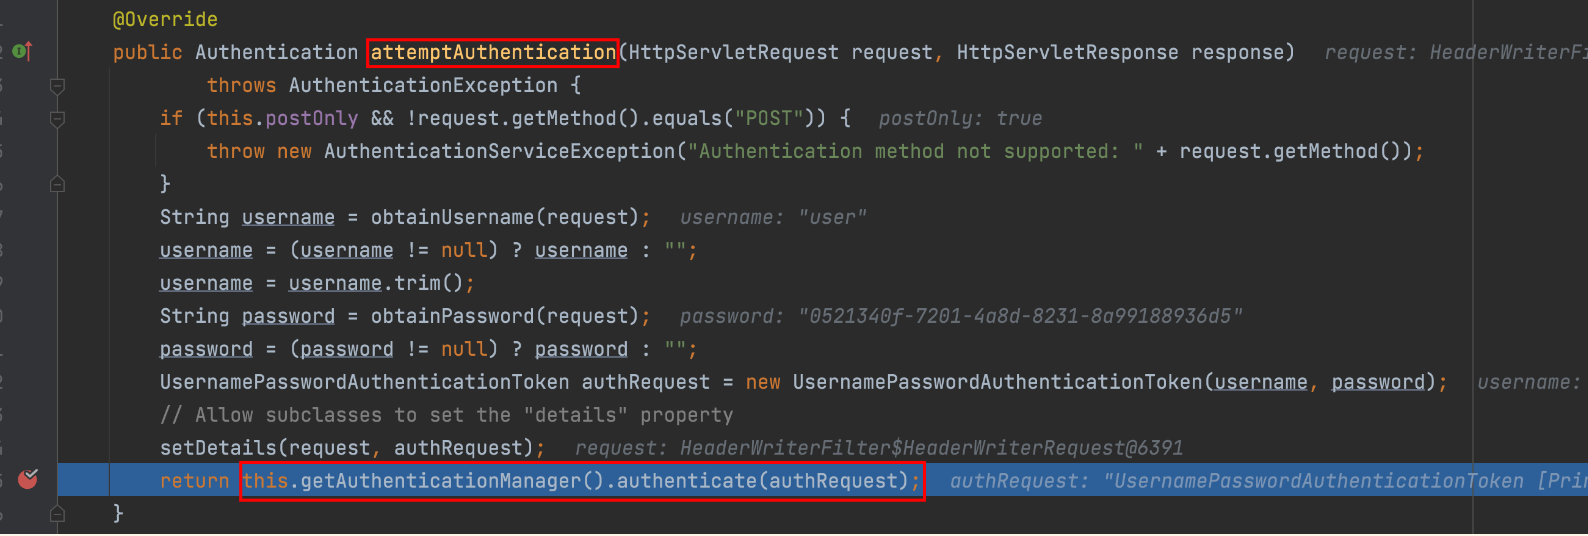 @Override
public Authentication attemptAuthentication(HttpServletRequest request, HttpServletResponse response) request: HeaderWriterFi
throws AuthenticationException {
if (this.postOnly && !request.getMethod().equals("POST")) { postOnly: true
throw new AuthenticationServiceException("Authentication method not supported: " + request.getMethod());
}
String username = obtainUsername(request); username: "user"
username = (username != null) ? username : "";
username = username.trim();
String password = obtainPassword(request); password: "0521340f-7201-4a8d-8231-8a99188936d5"
password = (password != null) ? password : "";
UsernamePasswordAuthenticationToken authRequest = new UsernamePasswordAuthenticationToken(username, password); username:
// Allow subclasses to set the "details" property
setDetails(request, authRequest); request: HeaderWriterFilter$HeaderWriterRequest@6391
return this.getAuthenticationManager().authenticate(authRequest); authRequest: "UsernamePasswordAuthenticationToken [Prin
}